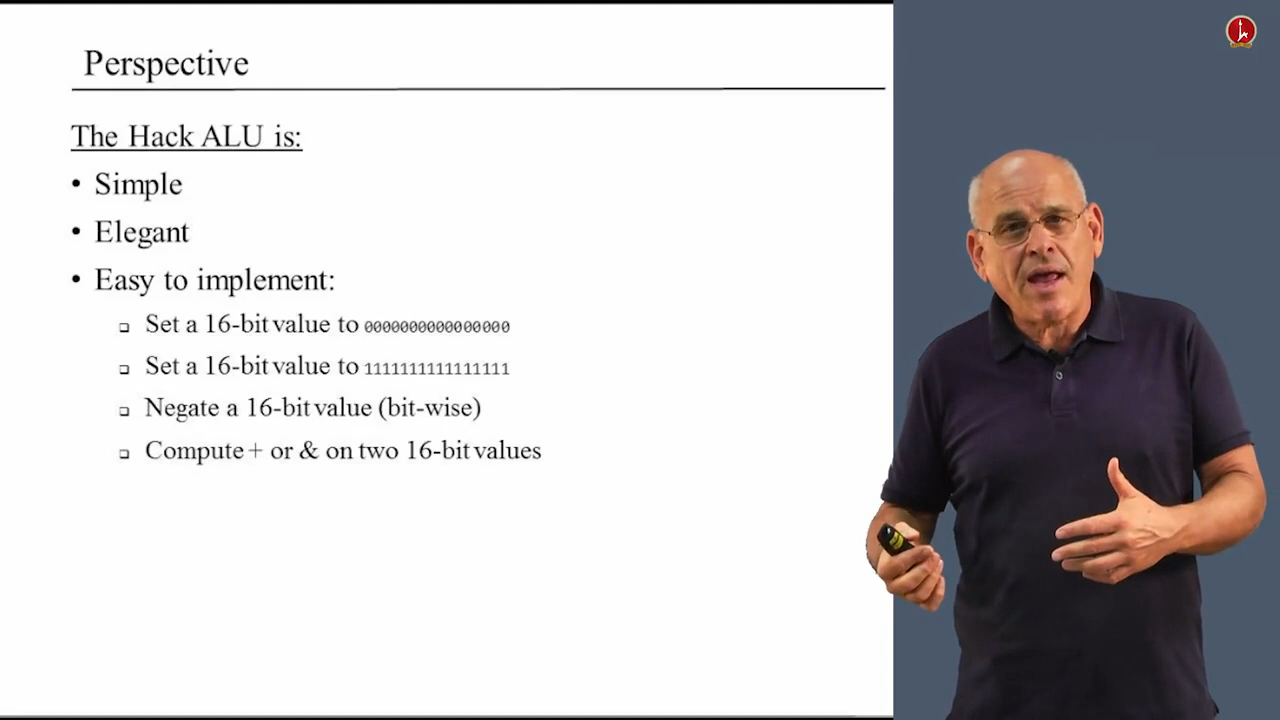 Perspective
The Hack ALU is:
• Simple
• Elegant
• Easy to implement:
❑ Set a 16-bit value to 0000000000000000
❑ Set a 16-bit value to 1111111111111111
❑ Negate a 16-bit value (bit-wise)
❑ Compute + or & on two 16-bit values